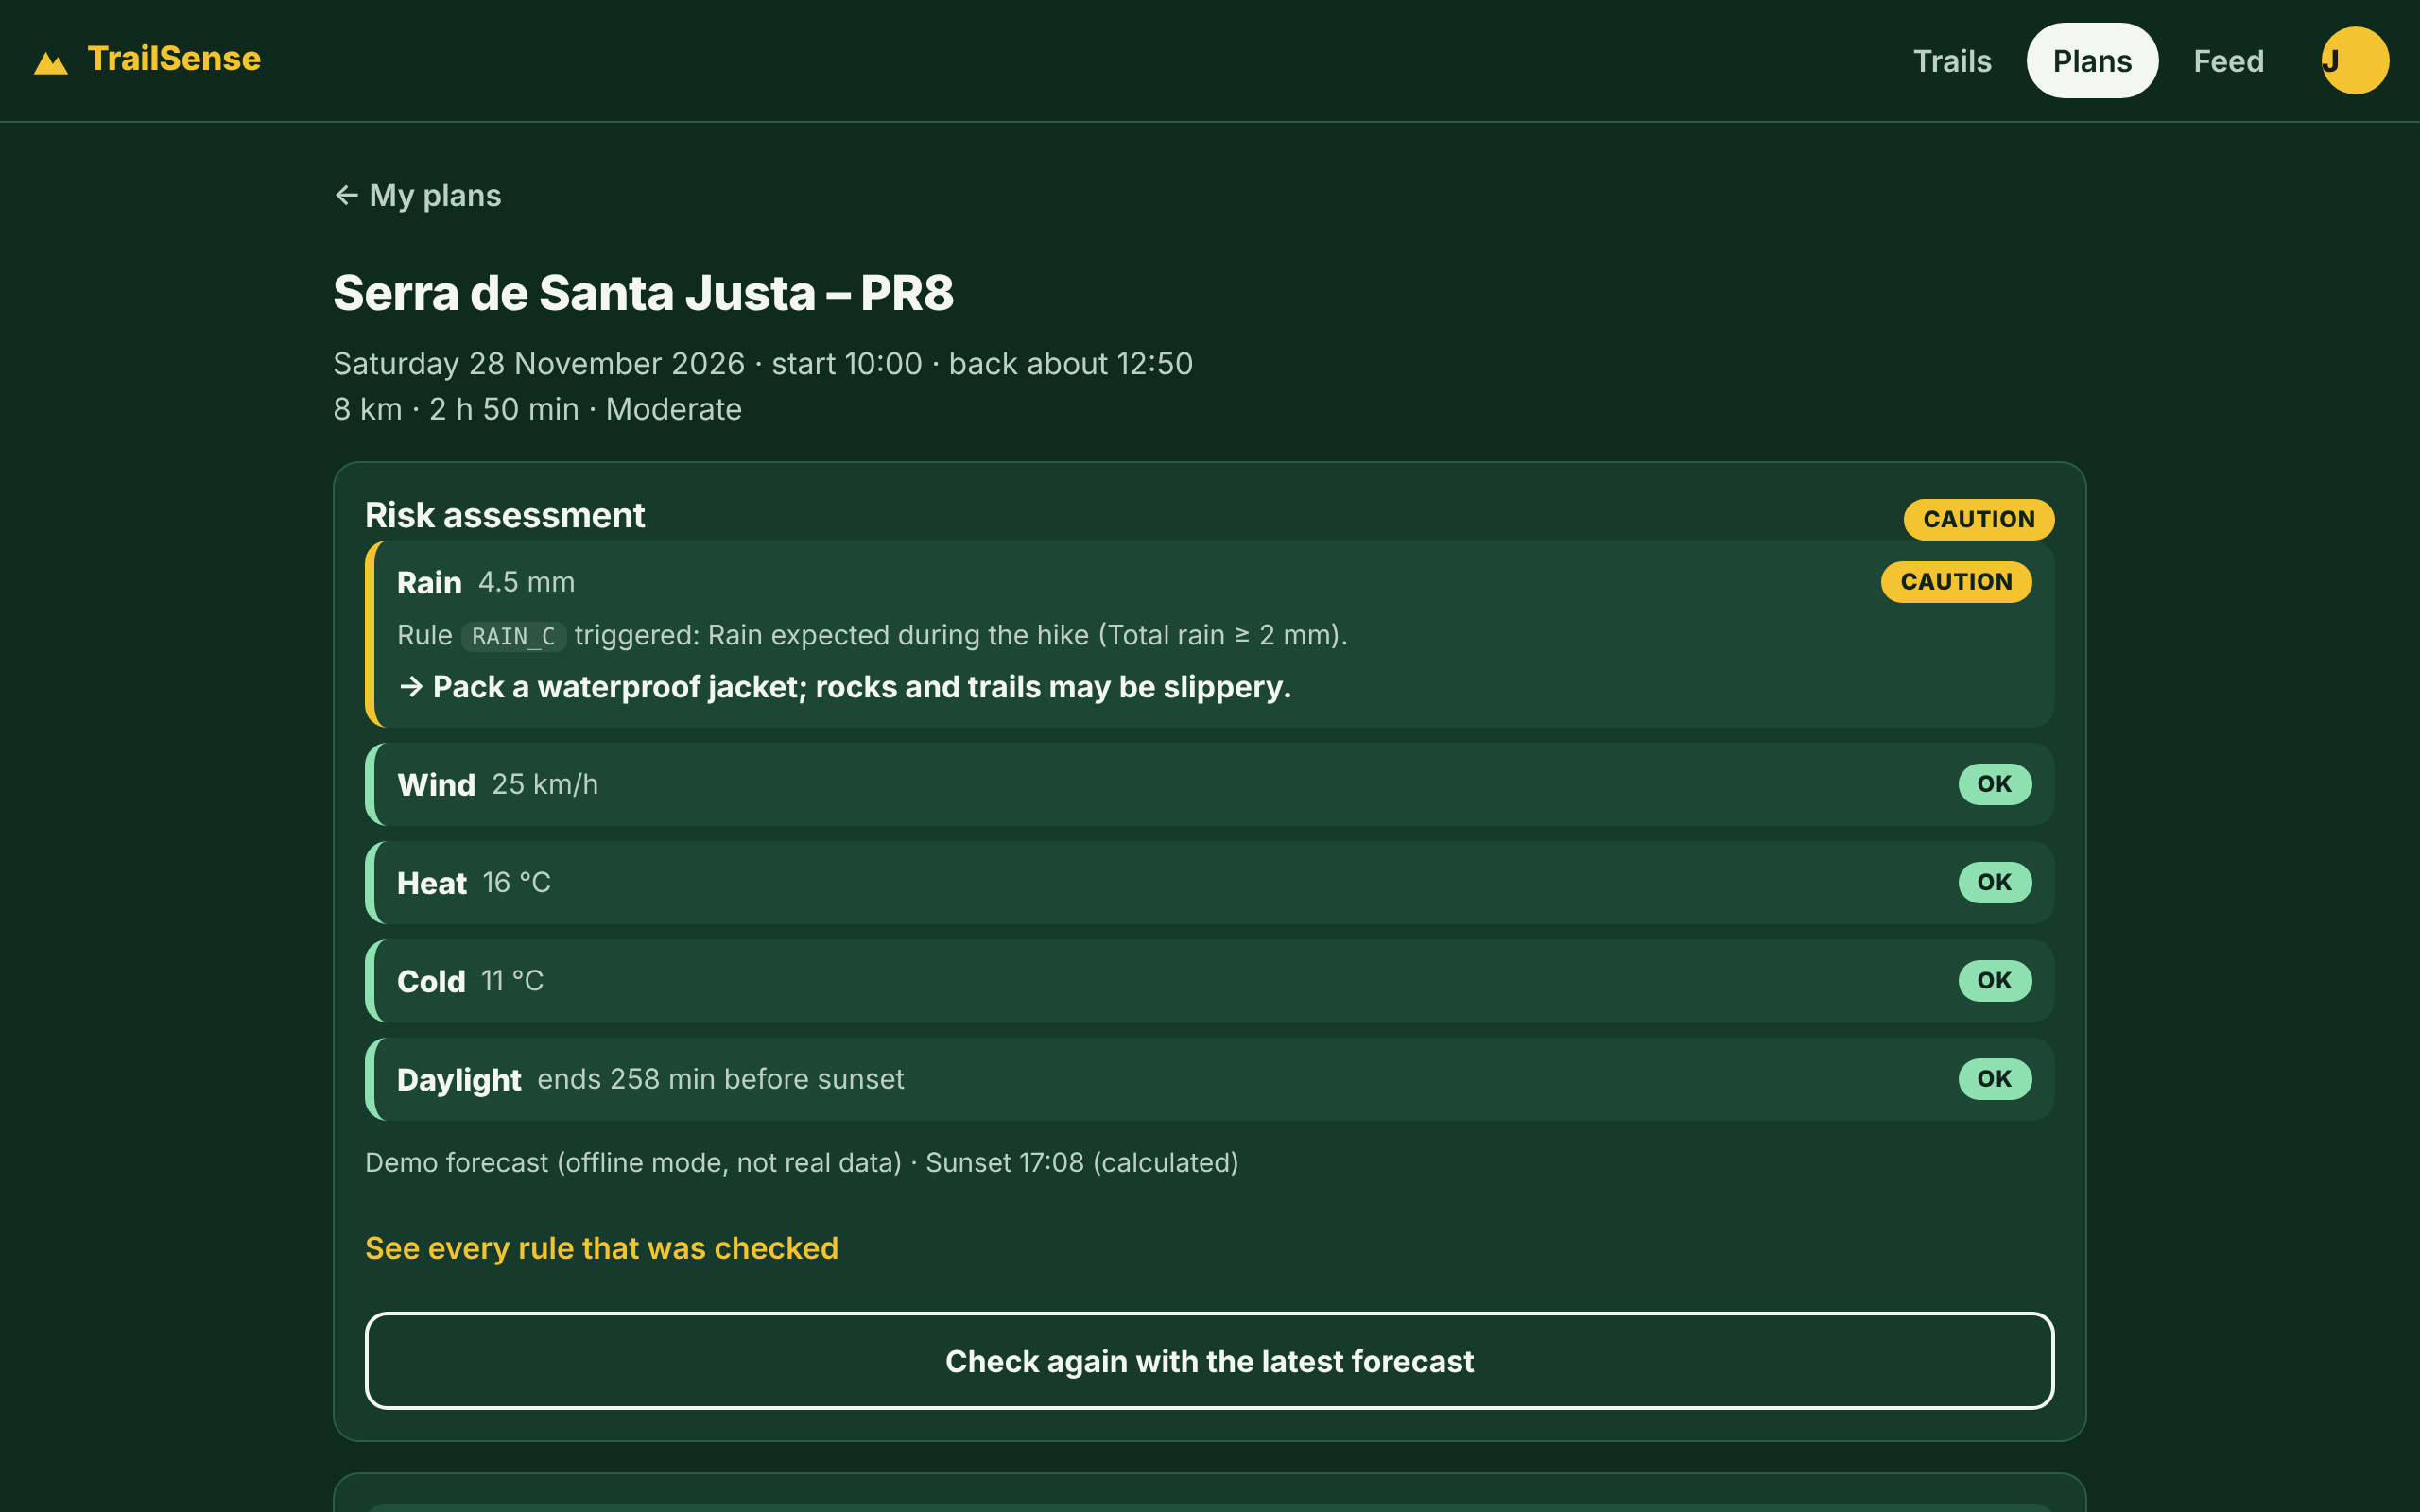 TrailSense
Trails
Plans
Feed
J
← My plans
Serra de Santa Justa – PR8
Saturday 28 November 2026 · start 10:00 · back about 12:50
8 km · 2 h 50 min · Moderate
Risk assessment
CAUTION
Rain 4.5 mm
CAUTION
Rule RAIN_C triggered: Rain expected during the hike (Total rain ≥ 2 mm).
→ Pack a waterproof jacket; rocks and trails may be slippery.
Wind 25 km/h
OK
Heat 16 °C
OK
Cold 11 °C
OK
Daylight ends 258 min before sunset
OK
Demo forecast (offline mode, not real data) · Sunset 17:08 (calculated)
See every rule that was checked
Check again with the latest forecast